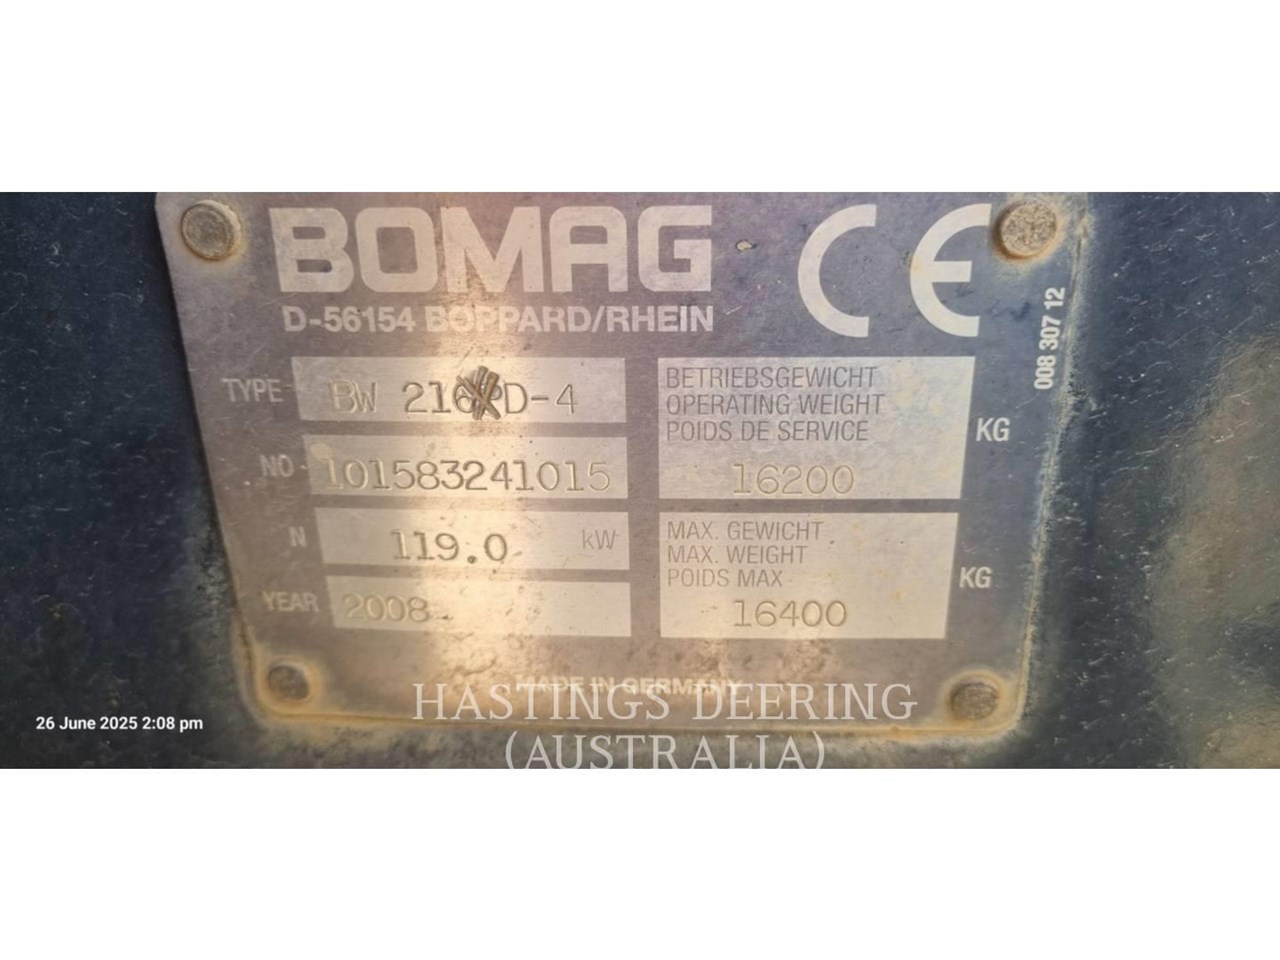 BOMAG
CE
D-56154 BOPPARD/RHEIN
008 307 12
TYPE BW 216 D-4
NO 101583241015
N 119.0 kW
YEAR 2008
BETRIEBSGEWICHT
OPERATING WEIGHT
POIDS DE SERVICE
16200 KG
MAX. GEWICHT
MAX. WEIGHT
POIDS MAX
16400 KG
MADE IN GERMANY
HASTINGS DEERING
(AUSTRALIA)
26 June 2025 2:08 pm